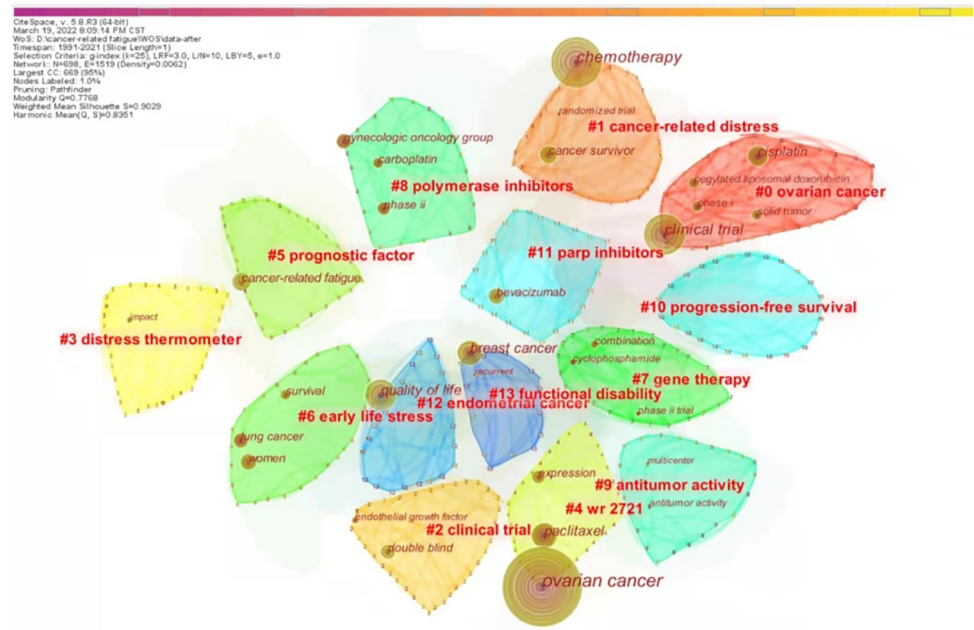 CiteSpace, v. 5.8.R3 (64-bit)
March 19, 2022 8:09:14 PM CST
WoS: D:\cancer-related fatigue\WOS\data-after
Timespan: 1991-2021 (Slice Length=1)
Selection Criteria: g-index (k=25), LRF=3.0, L/N=10, LBY=5, e=1.0
Network: N=698, E=1519 (Density=0.0062)
Largest CC: 669 (95%)
Nodes Labeled: 1.0%
Pruning: Pathfinder
Modularity Q=0.7768
Weighted Mean Silhouette S=0.9029
Harmonic Mean(Q, S)=0.8351
chemotherapy
randomized trial
#1 cancer-related distress
cancer survivor
gynecologic oncology group
carboplatin
#8 polymerase inhibitors
phase ii
cisplatin
pegylated liposomal doxorubicin
#0 ovarian cancer
phase i
solid tumor
clinical trial
#5 prognostic factor
cancer-related fatigue
#11 parp inhibitors
bevacizumab
#10 progression-free survival
impact
#3 distress thermometer
breast cancer
recurrent
#13 functional disability
combination
cyclophosphamide
#7 gene therapy
phase ii trial
survival
quality of life
#12 endometrial cancer
#6 early life stress
lung cancer
women
multicenter
expression
#9 antitumor activity
antitumor activity
#4 wr 2721
endothelial growth factor
#2 clinical trial
paclitaxel
double blind
ovarian cancer